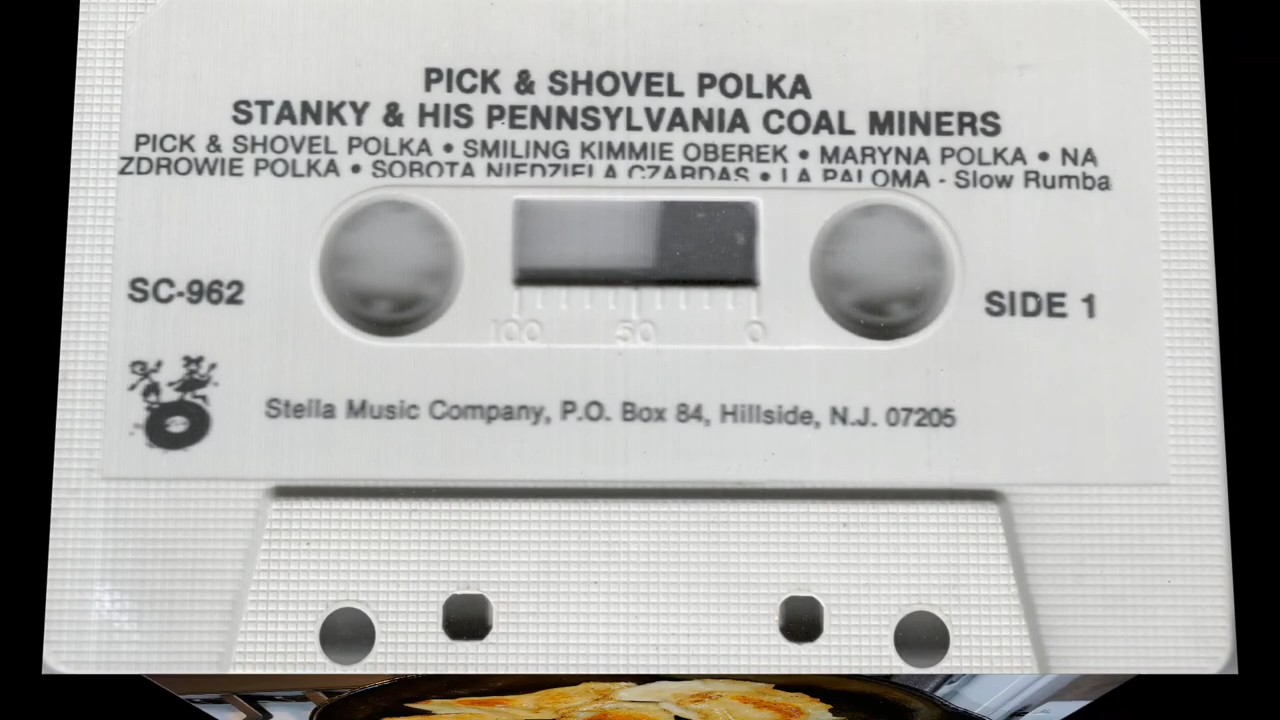 PICK & SHOVEL POLKA
STANKY & HIS PENNSYLVANIA COAL MINERS
PICK & SHOVEL POLKA • SMILING KIMMIE OBEREK • MARYNA POLKA • NA
ZDROWIE POLKA • SOBOTA NIEDZIELA CZARDAS • LA PALOMA - Slow Rumba
SC-962
SIDE 1
100 50 0
Stella Music Company, P.O. Box 84, Hillside, N.J. 07205